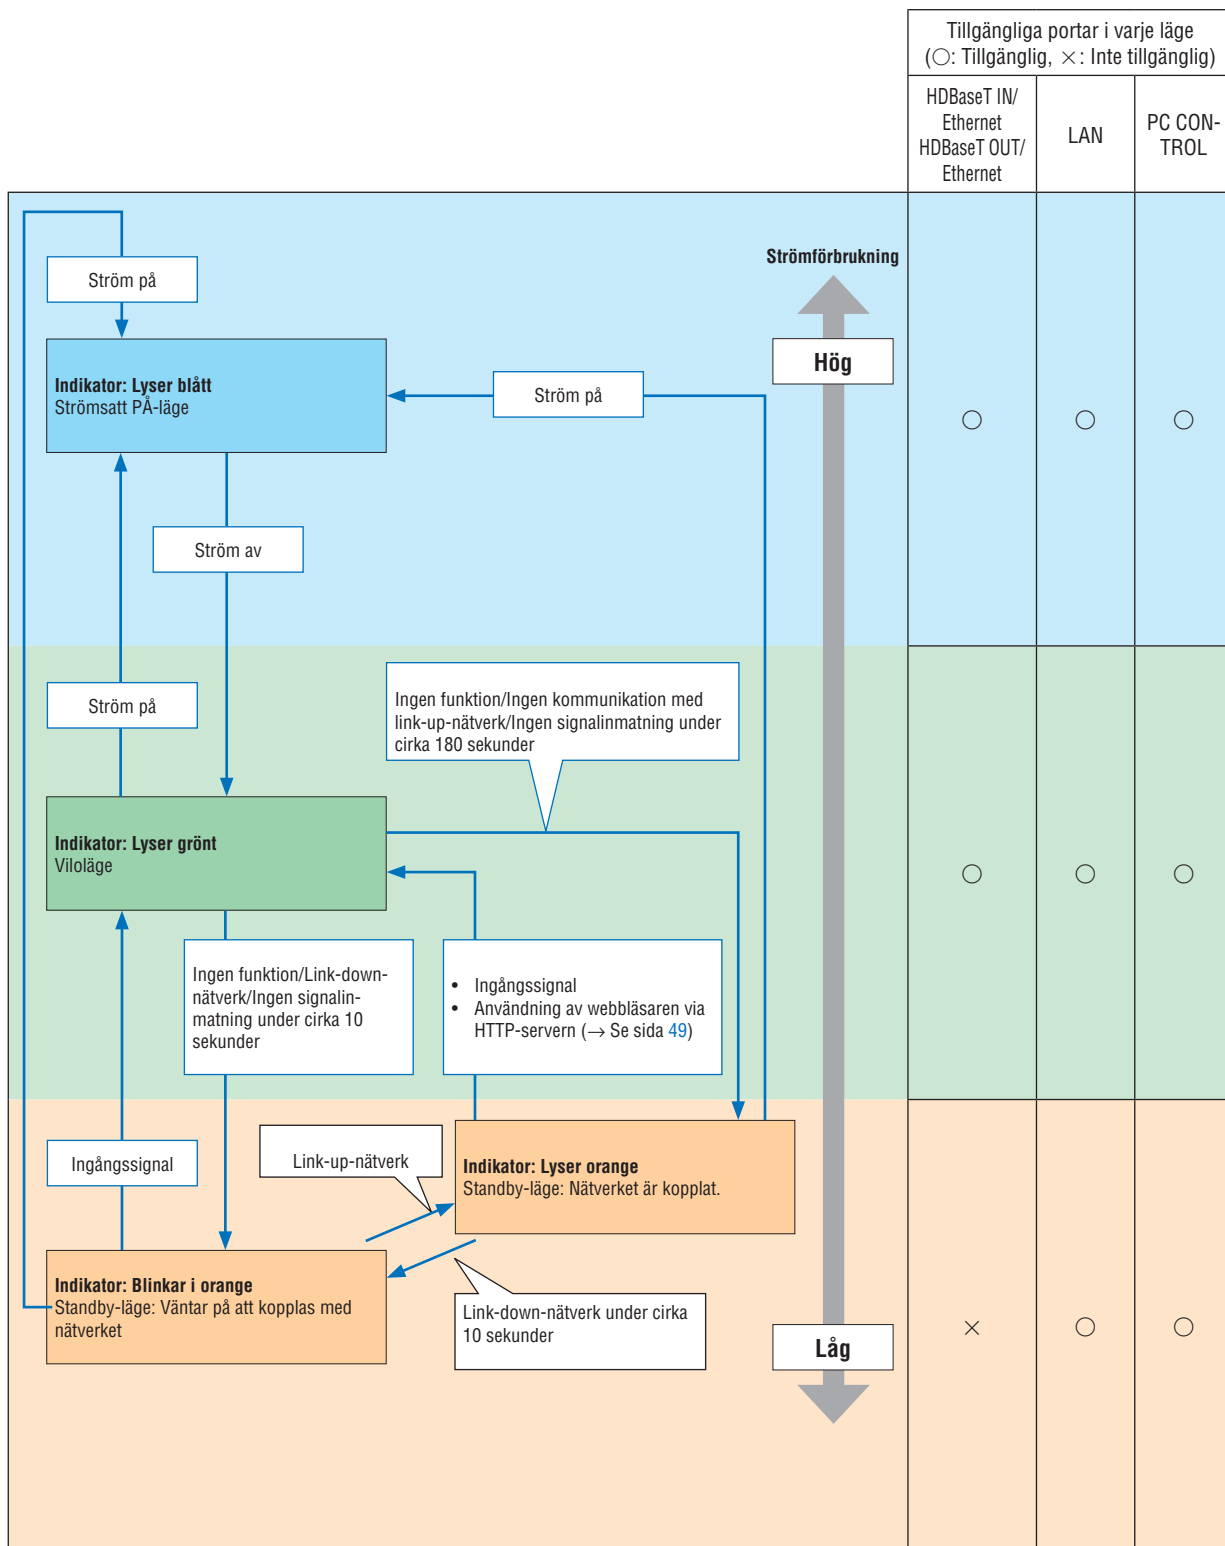 Tillgängliga portar i varje läge
(○: Tillgänglig, ×: Inte tillgänglig)
HDBaseT IN/
Ethernet
HDBaseT OUT/
Ethernet
LAN
PC CON-
TROL
Strömförbrukning
Ström på
Hög
Indikator: Lyser blått
Strömsatt PÅ-läge
Ström på
○ ○ ○
Ström av
Ström på
Ingen funktion/Ingen kommunikation med
link-up-nätverk/Ingen signalinmatning under
cirka 180 sekunder
Indikator: Lyser grönt
Viloläge
○ ○ ○
Ingen funktion/Link-down-
nätverk/Ingen signalin-
matning under cirka 10
sekunder
• Ingångssignal
• Användning av webbläsaren via
HTTP-servern (→ Se sida 49)
Ingångssignal
Link-up-nätverk
Indikator: Lyser orange
Standby-läge: Nätverket är kopplat.
Indikator: Blinkar i orange
Standby-läge: Väntar på att kopplas med
nätverket
Link-down-nätverk under cirka
10 sekunder
Låg
× ○ ○